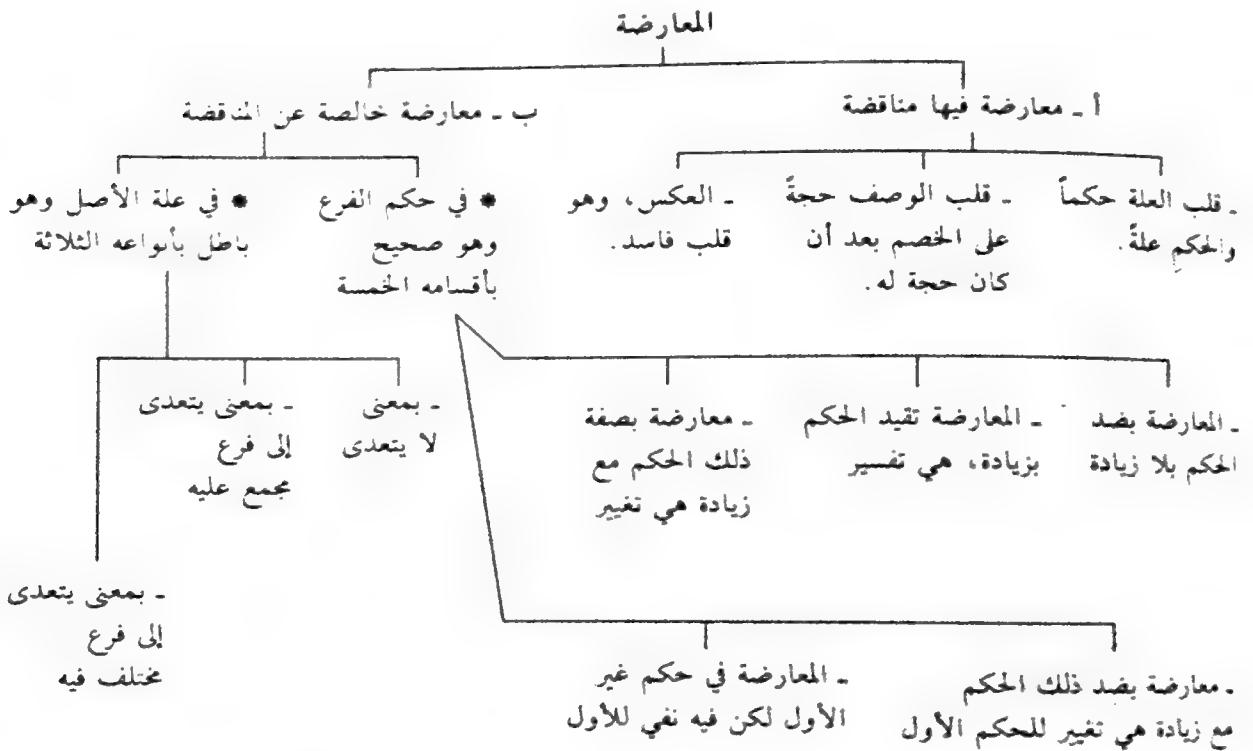 المعارضة
أ - معارضة فيها مناقضة
ب - معارضة خالصة عن المناقضة
- قلب العلة حكماً
والحكمِ علةً.
- قلب الوصف حجةً
على الخصم بعد أن
كان حجة له.
- العكس، وهو
قلب فاسد.
* في حكم الفرع
وهو صحيح
بأقسامه الخمسة
* في علة الأصل وهو
باطل بأنواعه الثلاثة
- المعارضة بضد
الحكم بلا زيادة
- المعارضة تقيد الحكم
بزيادة، هي تفسير
- معارضة بصفة
ذلك الحكم مع
زيادة هي تغيير
- بمعنى
لا يتعدى
- بمعنى يتعدى
إلى فرع
مجمع عليه
- بمعنى يتعدى
إلى فرع
مختلف فيه
- معارضة بضد ذلك الحكم
مع زيادة هي تغيير للحكم الأول
- المعارضة في حكم غير
الأول لكن فيه نفي للأول